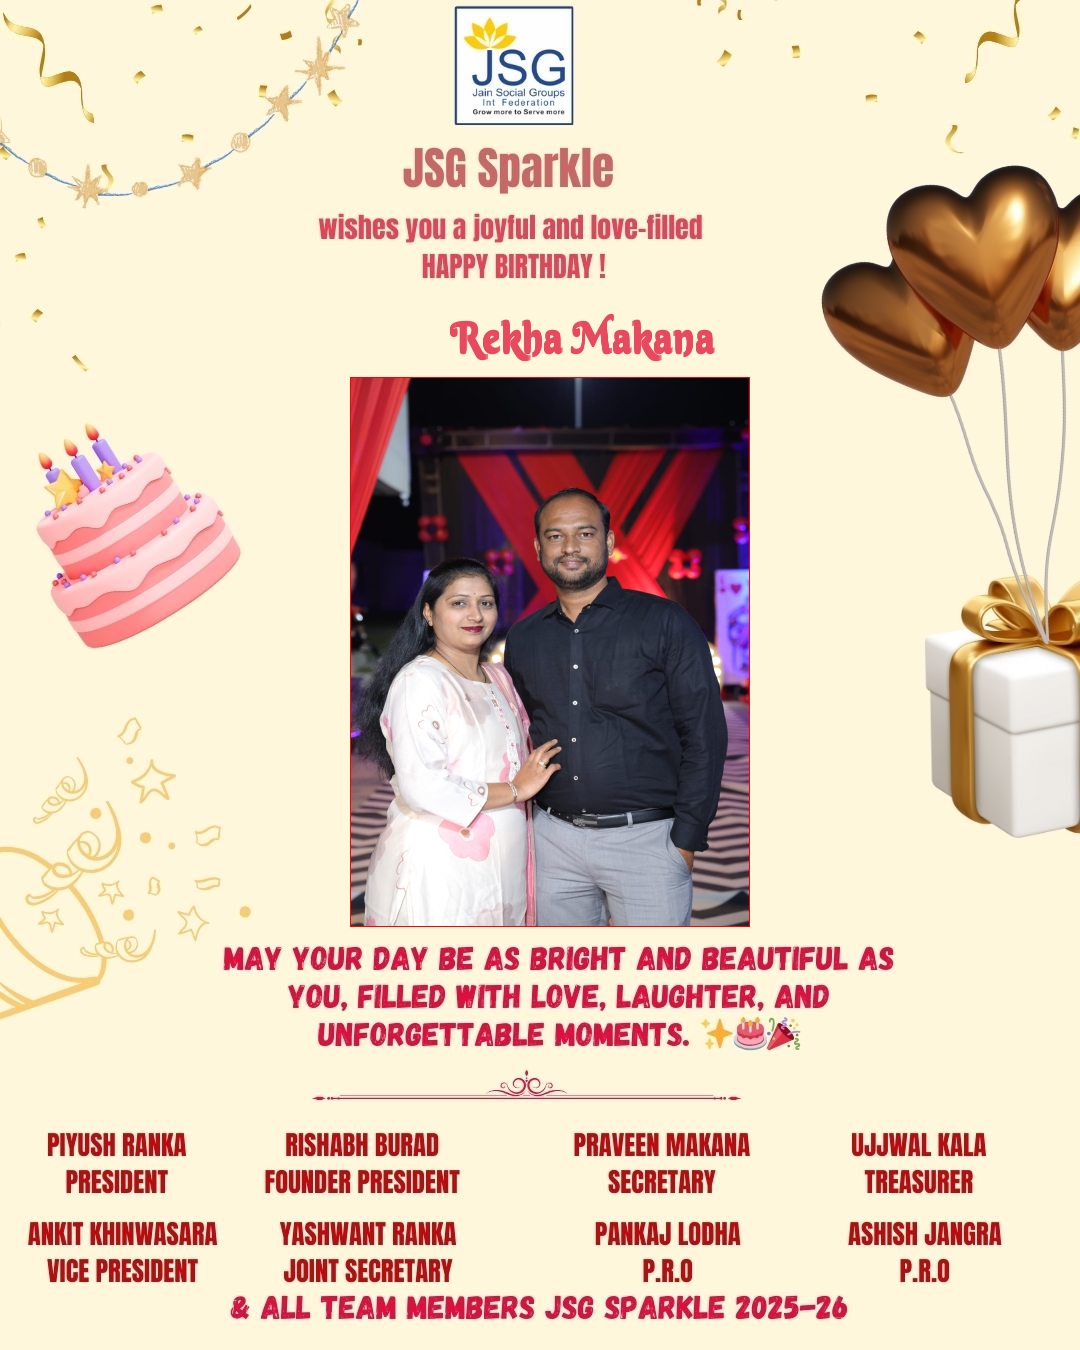 JSG
Jain Social Groups
Int Federation
Grow more to Serve more
JSG Sparkle
wishes you a joyful and love-filled
HAPPY BIRTHDAY !
Rekha Makana
MAY YOUR DAY BE AS BRIGHT AND BEAUTIFUL AS
YOU, FILLED WITH LOVE, LAUGHTER, AND
UNFORGETTABLE MOMENTS. ✨🎂🎉
PIYUSH RANKA
PRESIDENT
RISHABH BURAD
FOUNDER PRESIDENT
PRAVEEN MAKANA
SECRETARY
UJJWAL KALA
TREASURER
ANKIT KHINWASARA
VICE PRESIDENT
YASHWANT RANKA
JOINT SECRETARY
PANKAJ LODHA
P.R.O
ASHISH JANGRA
P.R.O
& ALL TEAM MEMBERS JSG SPARKLE 2025-26